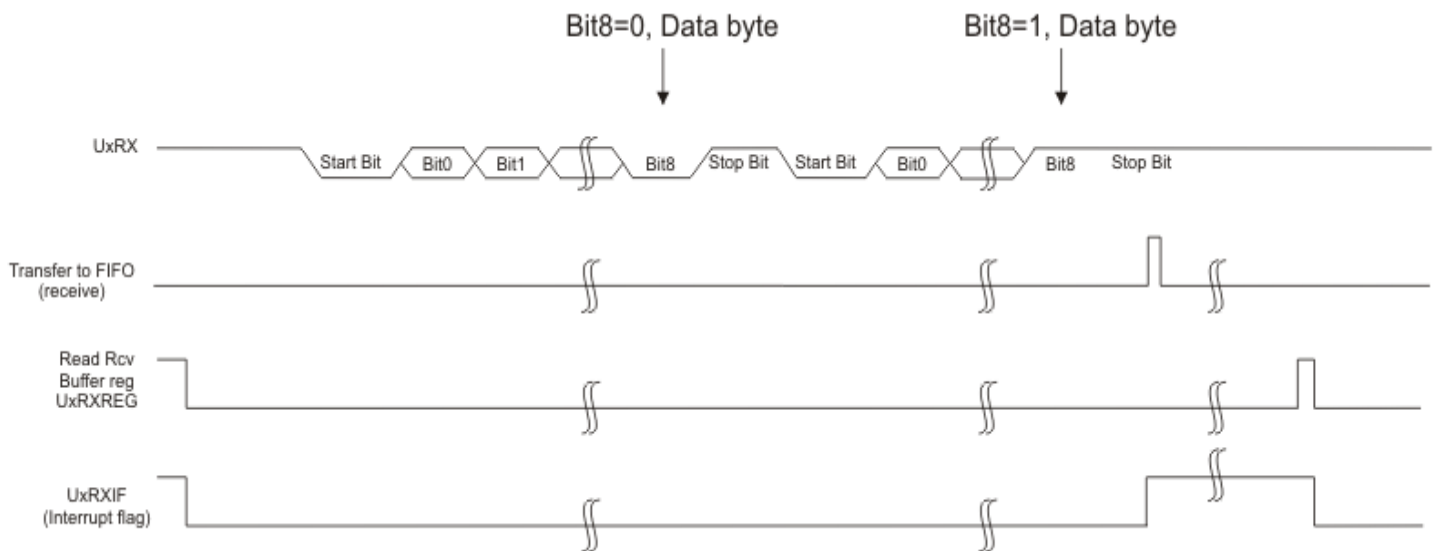 Bit8=0, Data byte Bit8=1, Data byte
UxRX Start Bit Bit0 Bit1 Bit8 Stop Bit Start Bit Bit0 Bit8 Stop Bit
Transfer to FIFO
(receive)
Read Rcv
Buffer reg
UxRXREG
UxRXIF
(Interrupt flag)